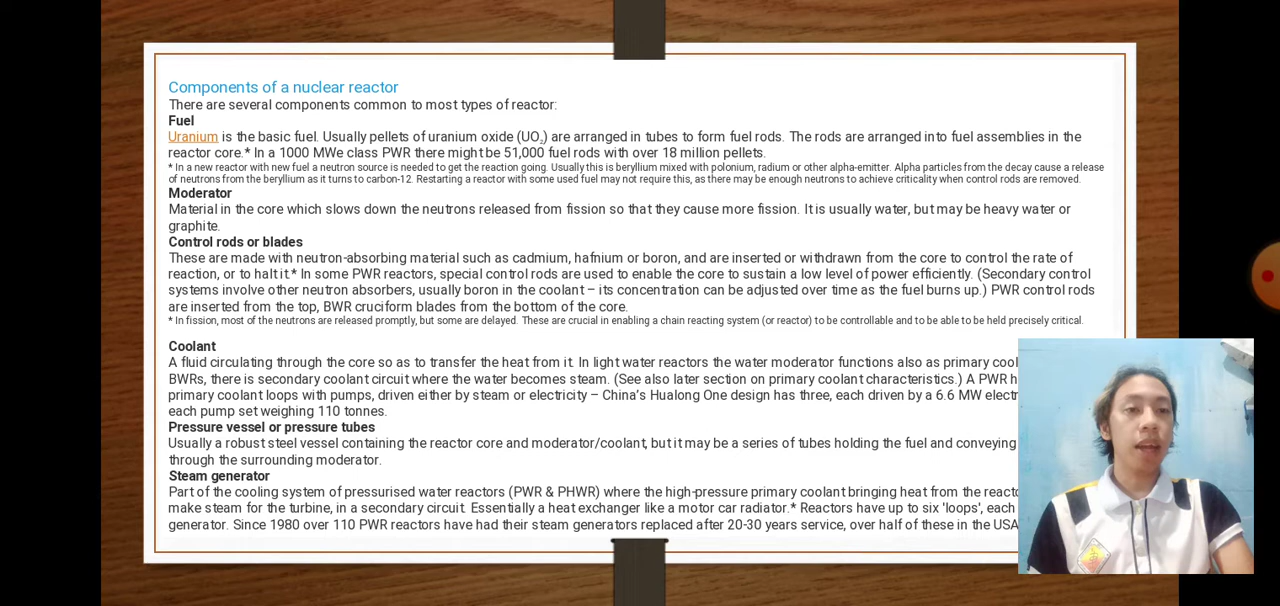 Components of a nuclear reactor
There are several components common to most types of reactor:
Fuel
Uranium is the basic fuel. Usually pellets of uranium oxide (UO₂) are arranged in tubes to form fuel rods. The rods are arranged into fuel assemblies in the
reactor core.* In a 1000 MWe class PWR there might be 51,000 fuel rods with over 18 million pellets.
* In a new reactor with new fuel a neutron source is needed to get the reaction going. Usually this is beryllium mixed with polonium, radium or other alpha-emitter. Alpha particles from the decay cause a release
of neutrons from the beryllium as it turns to carbon-12. Restarting a reactor with some used fuel may not require this, as there may be enough neutrons to achieve criticality when control rods are removed.
Moderator
Material in the core which slows down the neutrons released from fission so that they cause more fission. It is usually water, but may be heavy water or
graphite.
Control rods or blades
These are made with neutron-absorbing material such as cadmium, hafnium or boron, and are inserted or withdrawn from the core to control the rate of
reaction, or to halt it.* In some PWR reactors, special control rods are used to enable the core to sustain a low level of power efficiently. (Secondary control
systems involve other neutron absorbers, usually boron in the coolant – its concentration can be adjusted over time as the fuel burns up.) PWR control rods
are inserted from the top, BWR cruciform blades from the bottom of the core.
* In fission, most of the neutrons are released promptly, but some are delayed. These are crucial in enabling a chain reacting system (or reactor) to be controllable and to be able to be held precisely critical.
Coolant
A fluid circulating through the core so as to transfer the heat from it. In light water reactors the water moderator functions also as primary
BWRs, there is secondary coolant circuit where the water becomes steam. (See also later section on primary coolant characteristics.) A PWR
primary coolant loops with pumps, driven either by steam or electricity – China's Hualong One design has three, each driven by a 6.6 MW
each pump set weighing 110 tonnes.
Pressure vessel or pressure tubes
Usually a robust steel vessel containing the reactor core and moderator/coolant, but it may be a series of tubes holding the fuel and conveying
through the surrounding moderator.
Steam generator
Part of the cooling system of pressurised water reactors (PWR & PHWR) where the high-pressure primary coolant bringing heat from the
make steam for the turbine, in a secondary circuit. Essentially a heat exchanger like a motor car radiator.* Reactors have up to six 'loops', each
generator. Since 1980 over 110 PWR reactors have had their steam generators replaced after 20-30 years service, over half of these in the USA